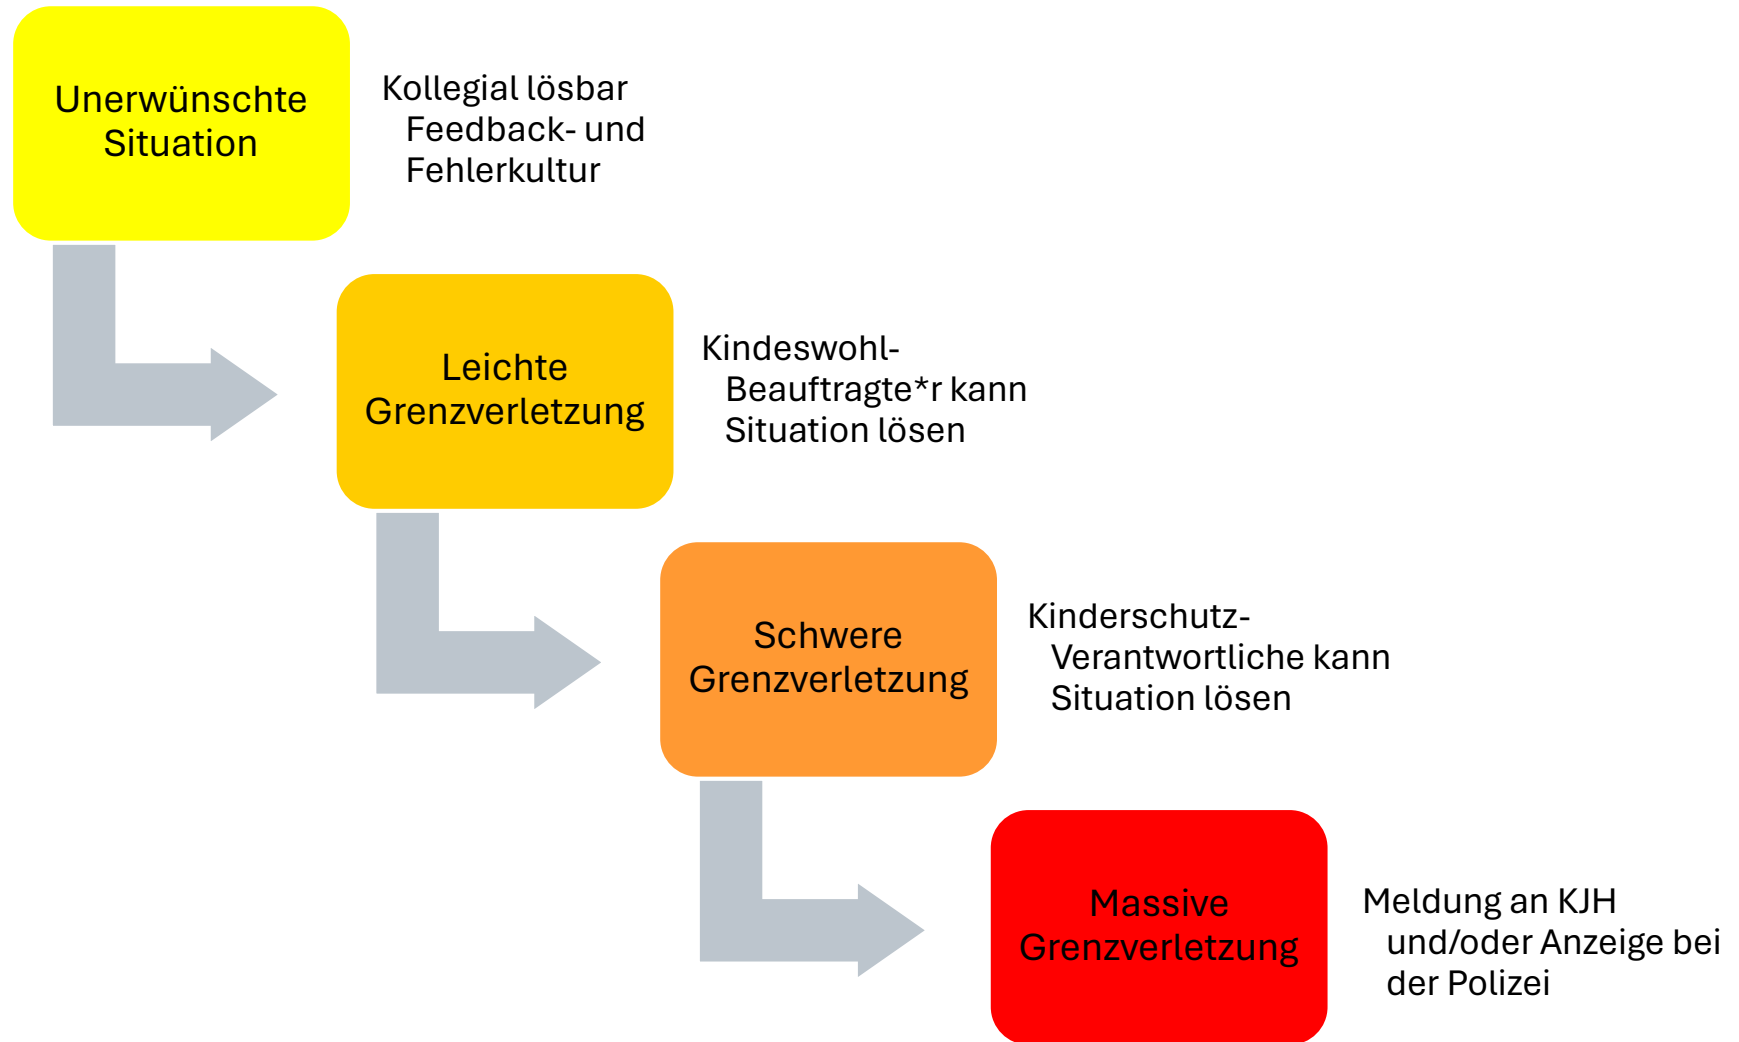 Unerwünschte
Situation
Kollegial lösbar
Feedback- und
Fehlerkultur
Leichte
Grenzverletzung
Kindeswohl-
Beauftragte*r kann
Situation lösen
Schwere
Grenzverletzung
Kinderschutz-
Verantwortliche kann
Situation lösen
Massive
Grenzverletzung
Meldung an KJH
und/oder Anzeige bei
der Polizei